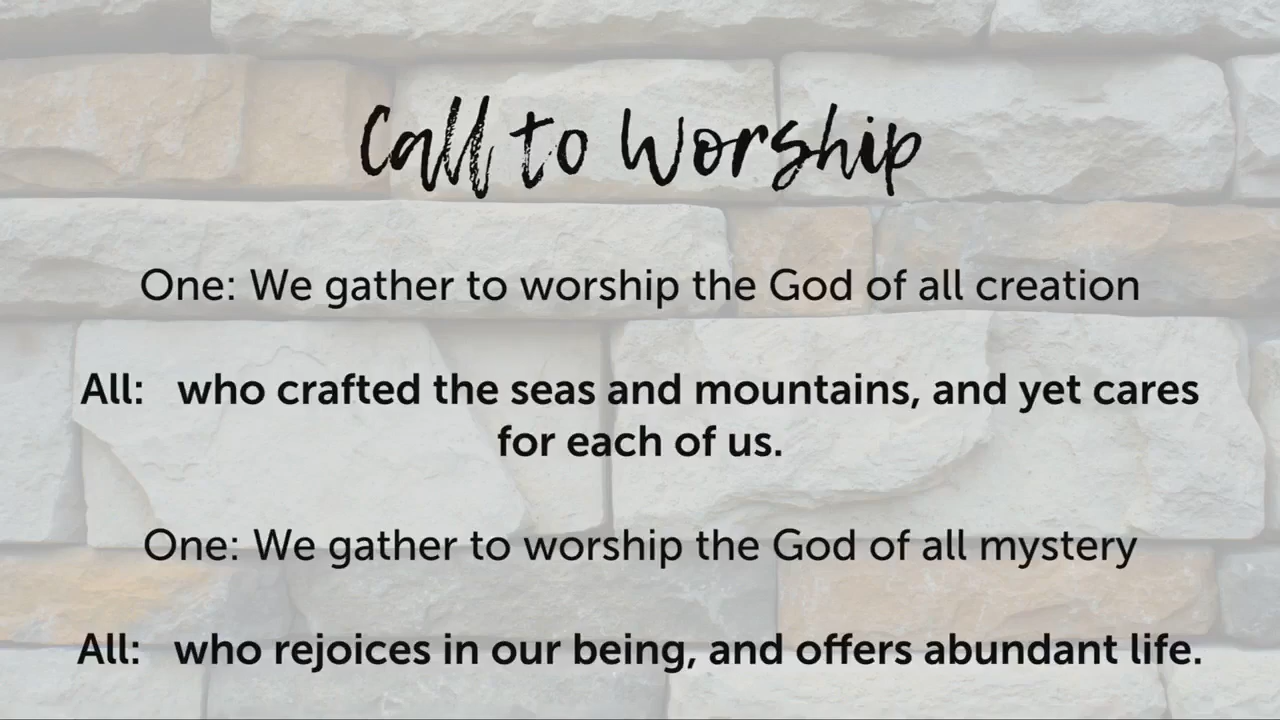 Call to Worship
One: We gather to worship the God of all creation
All: who crafted the seas and mountains, and yet cares
for each of us.
One: We gather to worship the God of all mystery
All: who rejoices in our being, and offers abundant life.